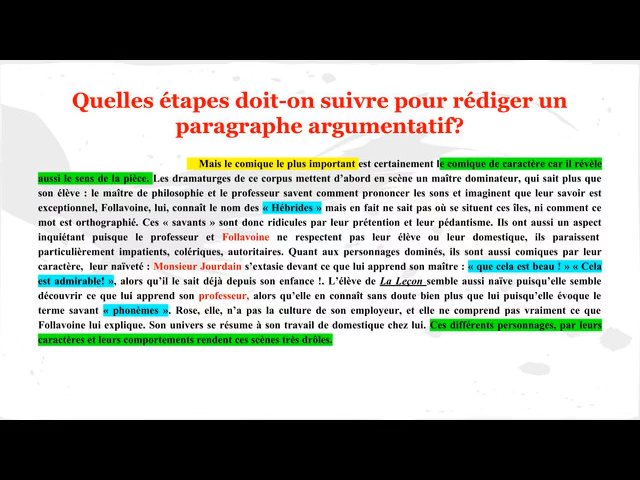 Quelles étapes doit-on suivre pour rédiger un
paragraphe argumentatif?
Mais le comique le plus important est certainement le comique de caractère car il révèle
aussi le sens de la pièce. Les dramaturges de ce corpus mettent d’abord en scène un maître dominateur, qui sait plus que
son élève : le maître de philosophie et le professeur savent comment prononcer les sons et imaginent que leur savoir est
exceptionnel, Follavoine, lui, connaît le nom des « Hébrides » mais en fait ne sait pas où se situent ces îles, ni comment ce
mot est orthographié. Ces « savants » sont donc ridicules par leur prétention et leur pédantisme. Ils ont aussi un aspect
inquiétant puisque le professeur et Follavoine ne respectent pas leur élève ou leur domestique, ils paraissent
particulièrement impatients, colériques, autoritaires. Quant aux personnages dominés, ils sont aussi comiques par leur
caractère, leur naïveté : Monsieur Jourdain s’extasie devant ce que lui apprend son maître : « que cela est beau ! » « Cela
est admirable! », alors qu’il le sait déjà depuis son enfance !. L’élève de La Leçon semble aussi naïve puisqu’elle semble
découvrir ce que lui apprend son professeur, alors qu’elle en connaît sans doute bien plus que lui puisqu’elle évoque le
terme savant « phonèmes ». Rose, elle, n’a pas la culture de son employeur, et elle ne comprend pas vraiment ce que
Follavoine lui explique. Son univers se résume à son travail de domestique chez lui. Ces différents personnages, par leurs
caractères et leurs comportements rendent ces scènes très drôles.